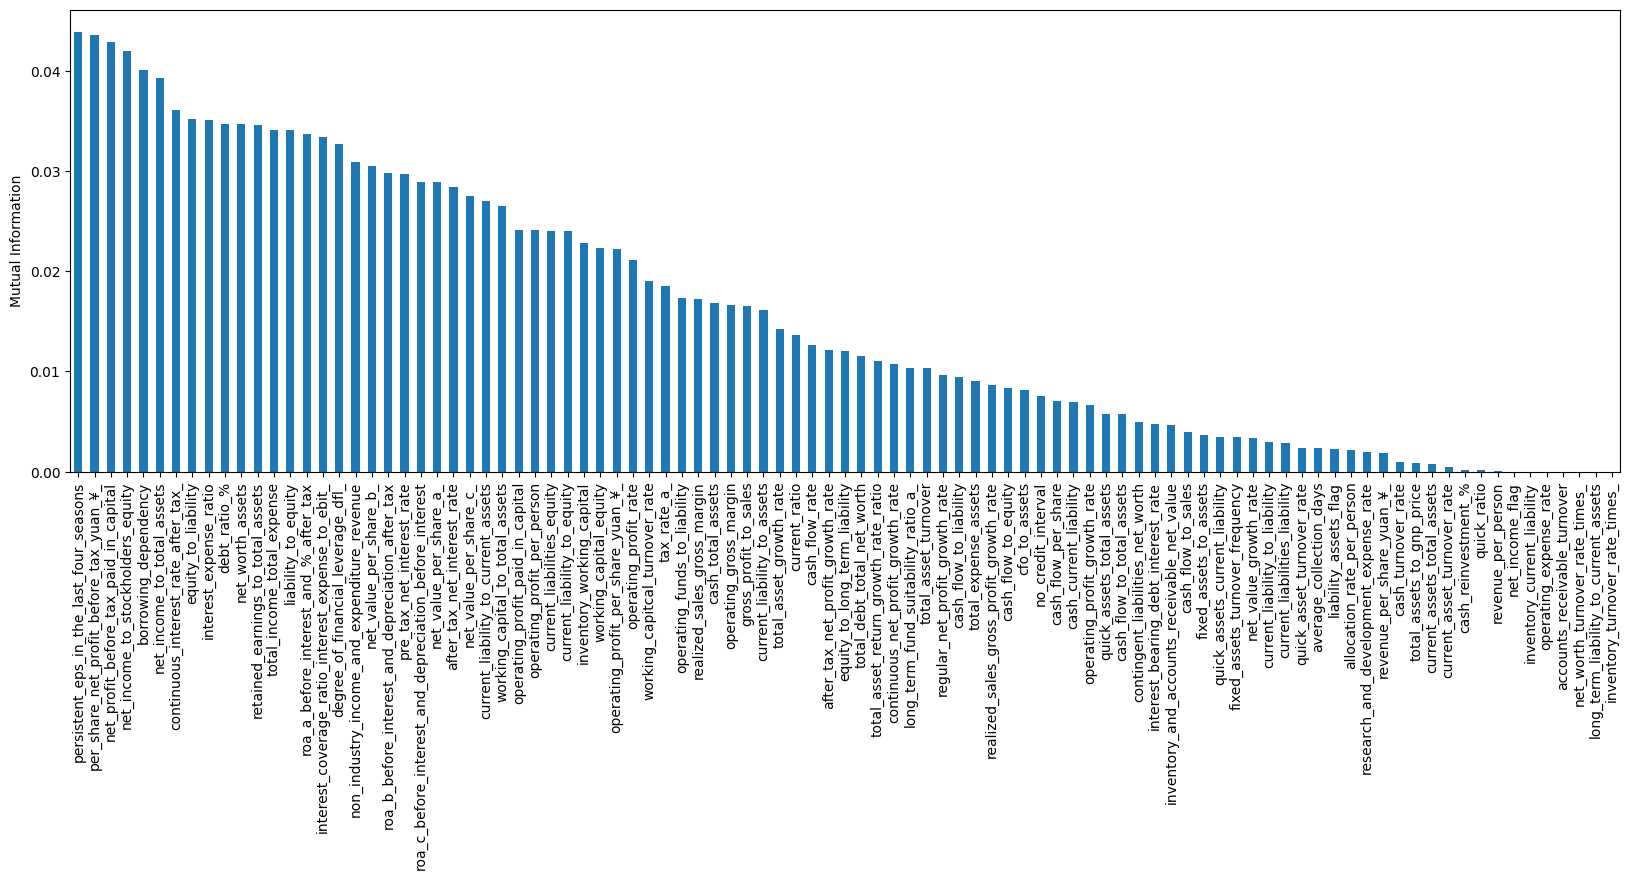 Mutual Information
0.04
0.03
0.02
0.01
0.00
persistent_eps_in_the_last_four_seasons
per_share_net_profit_before_tax_yuan_¥_
net_profit_before_tax_paid_in_capital
net_income_to_stockholders_equity
borrowing_dependency
net_income_to_total_assets
continuous_interest_rate_after_tax_
equity_to_liability
interest_expense_ratio
debt_ratio_%
net_worth_assets
retained_earnings_to_total_assets
total_income_total_expense
liability_to_equity
roa_a_before_interest_and_%_after_tax
interest_coverage_ratio_interest_expense_to_ebit_
degree_of_financial_leverage_dfl_
non_industry_income_and_expenditure_revenue
net_value_per_share_b_
roa_b_before_interest_and_depreciation_after_tax
pre_tax_net_interest_rate
roa_c_before_interest_and_depreciation_before_interest
net_value_per_share_a_
after_tax_net_interest_rate
net_value_per_share_c_
current_liability_to_current_assets
working_capital_to_total_assets
operating_profit_paid_in_capital
operating_profit_per_person
current_liabilities_equity
current_liability_to_equity
inventory_working_capital
working_capital_equity
operating_profit_per_share_yuan_¥_
operating_profit_rate
working_capitcal_turnover_rate
tax_rate_a_
operating_funds_to_liability
realized_sales_gross_margin
cash_total_assets
operating_gross_margin
gross_profit_to_sales
current_liability_to_assets
total_asset_growth_rate
current_ratio
cash_flow_rate
after_tax_net_profit_growth_rate
equity_to_long_term_liability
total_debt_total_net_worth
total_asset_return_growth_rate_ratio
continuous_net_profit_growth_rate
long_term_fund_suitability_ratio_a_
total_asset_turnover
regular_net_profit_growth_rate
cash_flow_to_liability
total_expense_assets
realized_sales_gross_profit_growth_rate
cash_flow_to_equity
cfo_to_assets
no_credit_interval
cash_flow_per_share
cash_current_liability
operating_profit_growth_rate
quick_assets_total_assets
cash_flow_to_total_assets
contingent_liabilities_net_worth
interest_bearing_debt_interest_rate
inventory_and_accounts_receivable_net_value
cash_flow_to_sales
fixed_assets_to_assets
quick_assets_current_liability
fixed_assets_turnover_frequency
net_value_growth_rate
current_liability_to_liability
current_liabilities_liability
quick_asset_turnover_rate
average_collection_days
liability_assets_flag
allocation_rate_per_person
research_and_development_expense_rate
revenue_per_share_yuan_¥_
cash_turnover_rate
total_assets_to_gnp_price
current_assets_total_assets
current_asset_turnover_rate
cash_reinvestment_%
quick_ratio
revenue_per_person
net_income_flag
inventory_current_liability
operating_expense_rate
accounts_receivable_turnover
net_worth_turnover_rate_times_
long_term_liability_to_current_assets
inventory_turnover_rate_times_